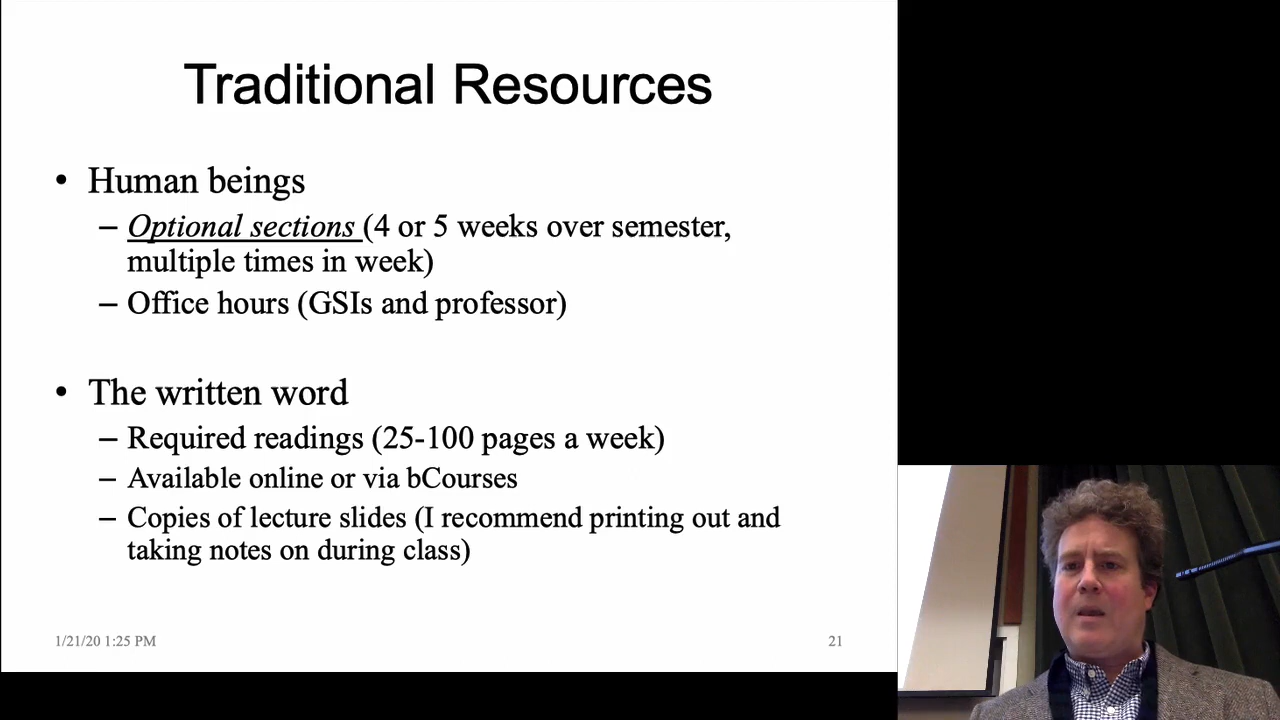 Traditional Resources
• Human beings
– Optional sections (4 or 5 weeks over semester,
multiple times in week)
– Office hours (GSIs and professor)
• The written word
– Required readings (25-100 pages a week)
– Available online or via bCourses
– Copies of lecture slides (I recommend printing out and
taking notes on during class)
1/21/20 1:25 PM
21